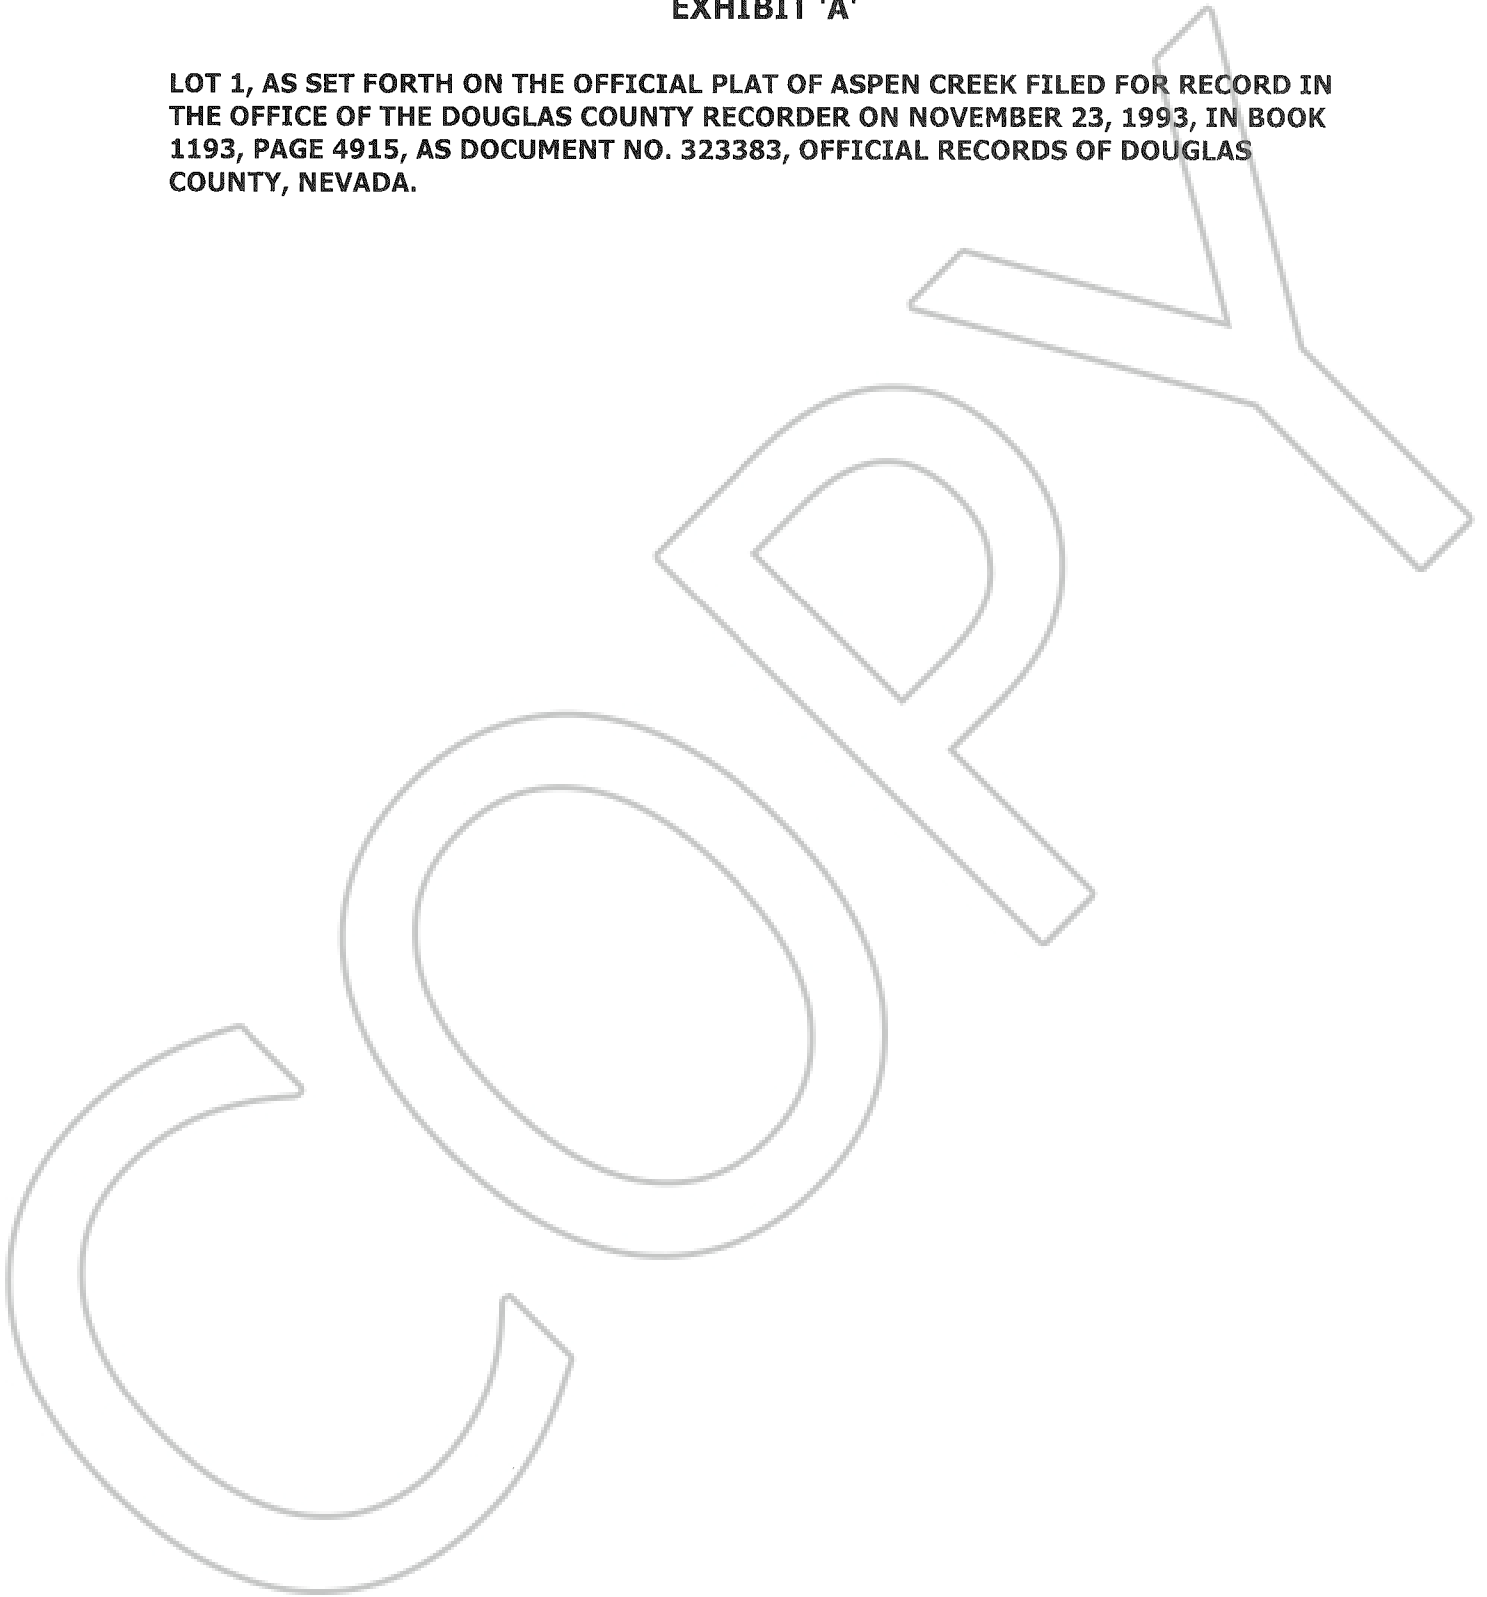 EXHIBIT 'A'
LOT 1, AS SET FORTH ON THE OFFICIAL PLAT OF ASPEN CREEK FILED FOR RECORD IN
THE OFFICE OF THE DOUGLAS COUNTY RECORDER ON NOVEMBER 23, 1993, IN BOOK
1193, PAGE 4915, AS DOCUMENT NO. 323383, OFFICIAL RECORDS OF DOUGLAS
COUNTY, NEVADA.
COPY